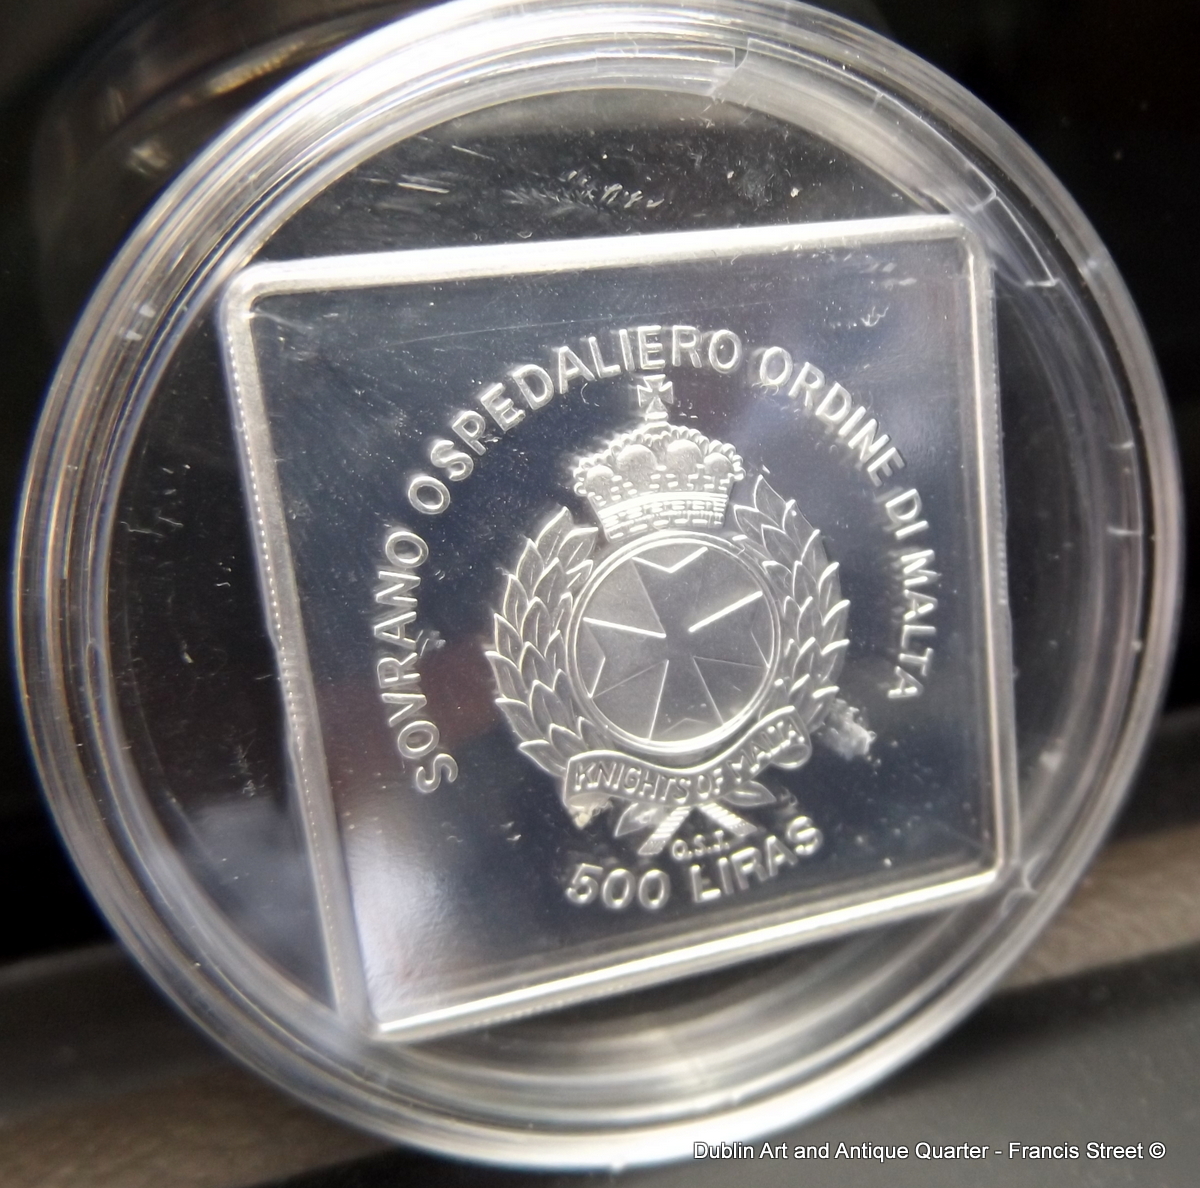 SOVRANO OSPEDALIERO ORDINE DI MALTA
KNIGHTS OF MALTA
O.S.J.
500 LIRAS
Dublin Art and Antique Quarter - Francis Street ©